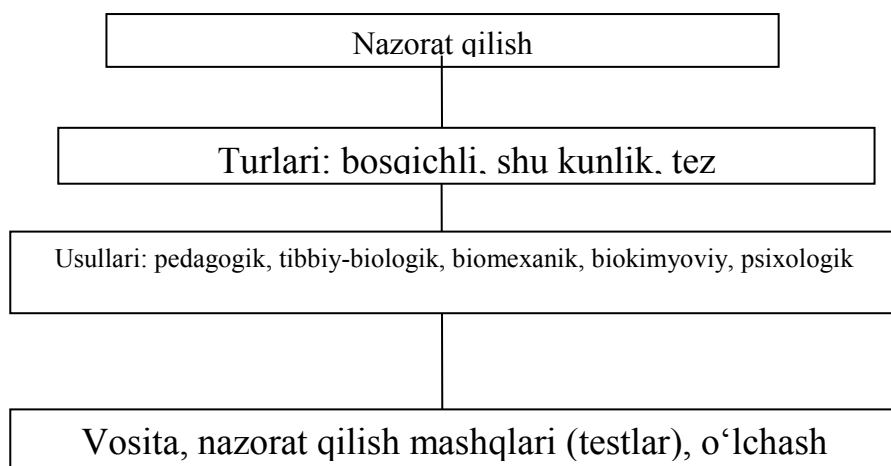 Nazorat qilish
Turlari: bosqichli, shu kunlik, tez
Usullari: pedagogik, tibbiy-biologik, biomexanik, biokimyoviy, psixologik
Vosita, nazorat qilish mashqlari (testlar), o‘lchash